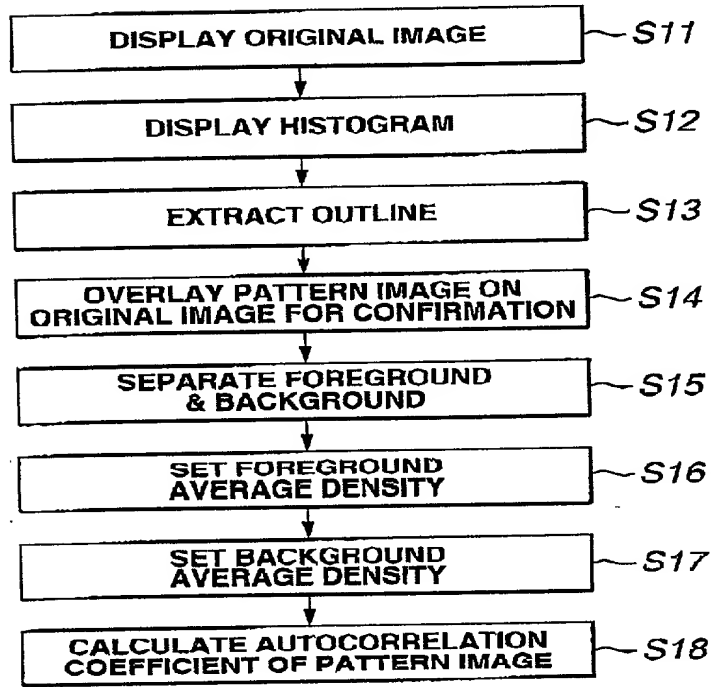 DISPLAY ORIGINAL IMAGE S11
DISPLAY HISTOGRAM S12
EXTRACT OUTLINE S13
OVERLAY PATTERN IMAGE ON
ORIGINAL IMAGE FOR CONFIRMATION S14
SEPARATE FOREGROUND
& BACKGROUND S15
SET FOREGROUND
AVERAGE DENSITY S16
SET BACKGROUND
AVERAGE DENSITY S17
CALCULATE AUTOCORRELATION
COEFFICIENT OF PATTERN IMAGE S18